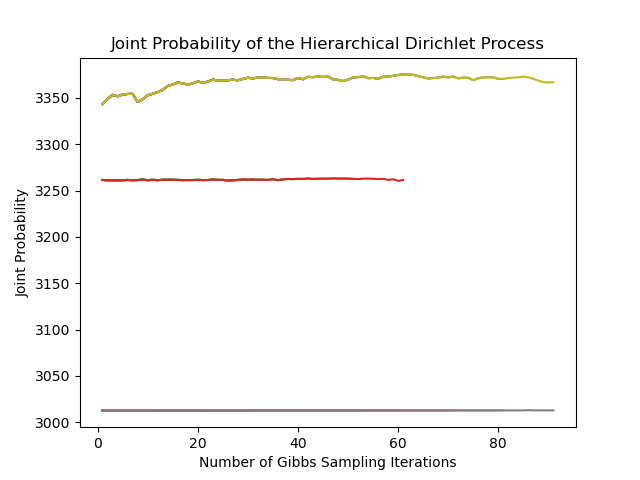 Joint Probability of the Hierarchical Dirichlet Process
Joint Probability
3350
3300
3250
3200
3150
3100
3050
3000
0 20 40 60 80
Number of Gibbs Sampling Iterations